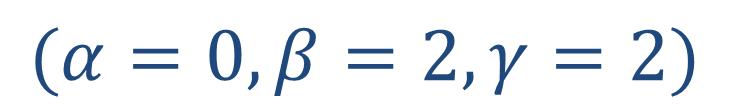 (α = 0, β = 2, γ = 2)